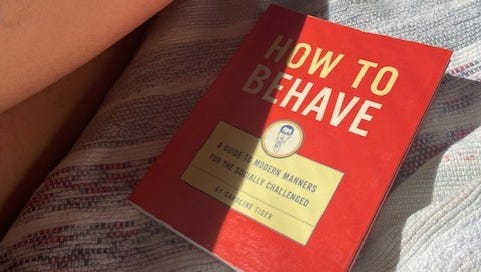 HOW TO
BEHAVE
A GUIDE TO MODERN MANNERS
FOR THE SOCIALLY CHALLENGED
BY CAROLINE TIGER